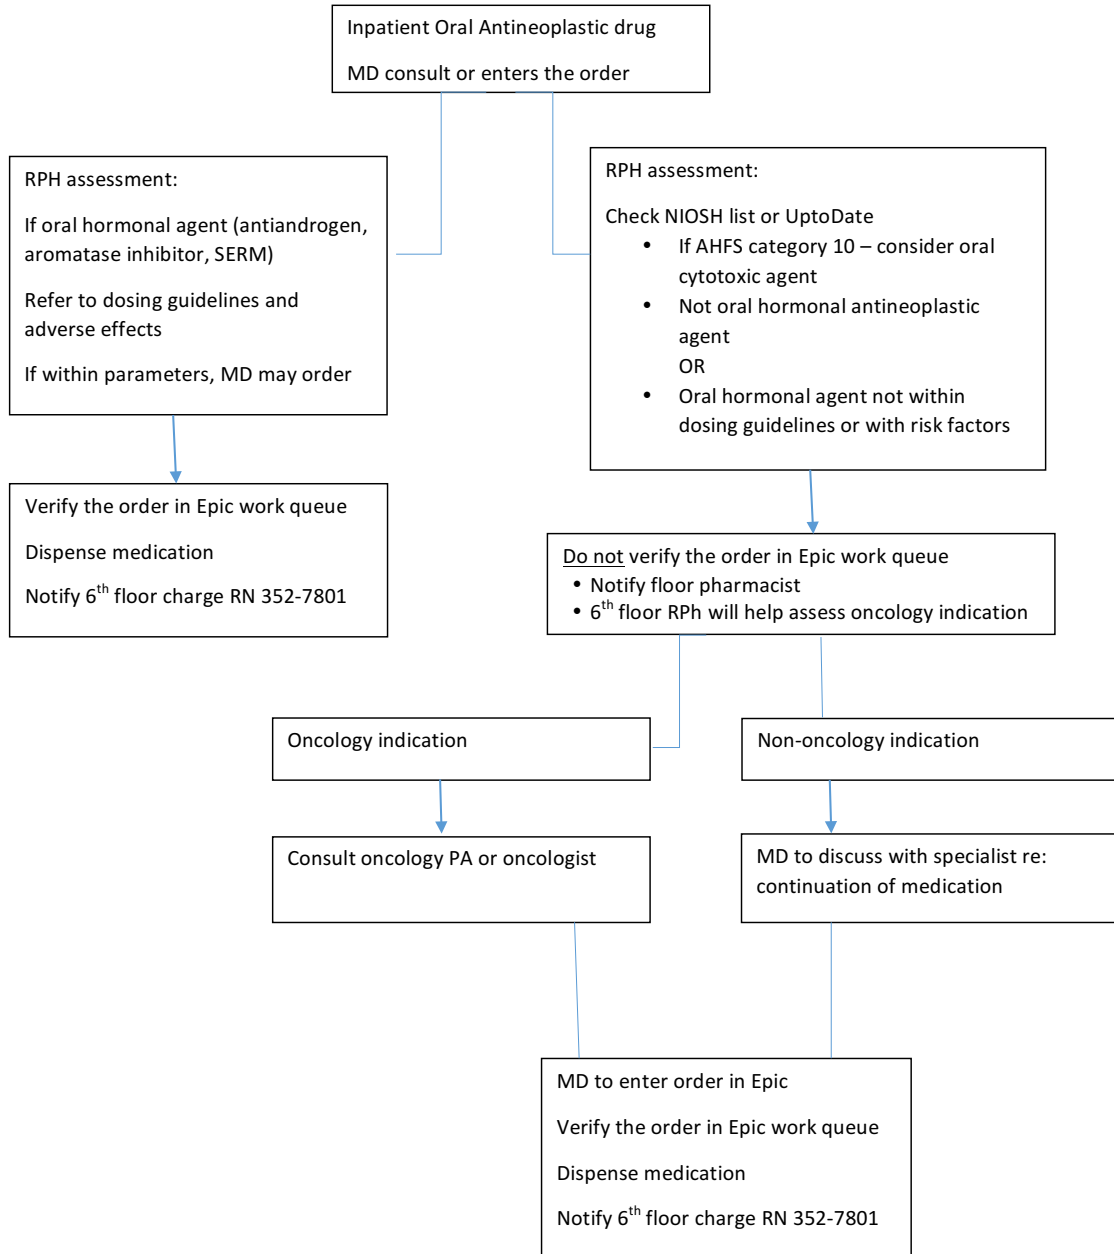 Inpatient Oral Antineoplastic drug
MD consult or enters the order
RPH assessment:
If oral hormonal agent (antiandrogen,
aromatase inhibitor, SERM)
Refer to dosing guidelines and
adverse effects
If within parameters, MD may order
RPH assessment:
Check NIOSH list or UptoDate
• If AHFS category 10 – consider oral
cytotoxic agent
• Not oral hormonal antineoplastic
agent
OR
• Oral hormonal agent not within
dosing guidelines or with risk factors
Verify the order in Epic work queue
Dispense medication
Notify 6th floor charge RN 352-7801
Do not verify the order in Epic work queue
• Notify floor pharmacist
• 6th floor RPh will help assess oncology indication
Oncology indication
Non-oncology indication
Consult oncology PA or oncologist
MD to discuss with specialist re:
continuation of medication
MD to enter order in Epic
Verify the order in Epic work queue
Dispense medication
Notify 6th floor charge RN 352-7801